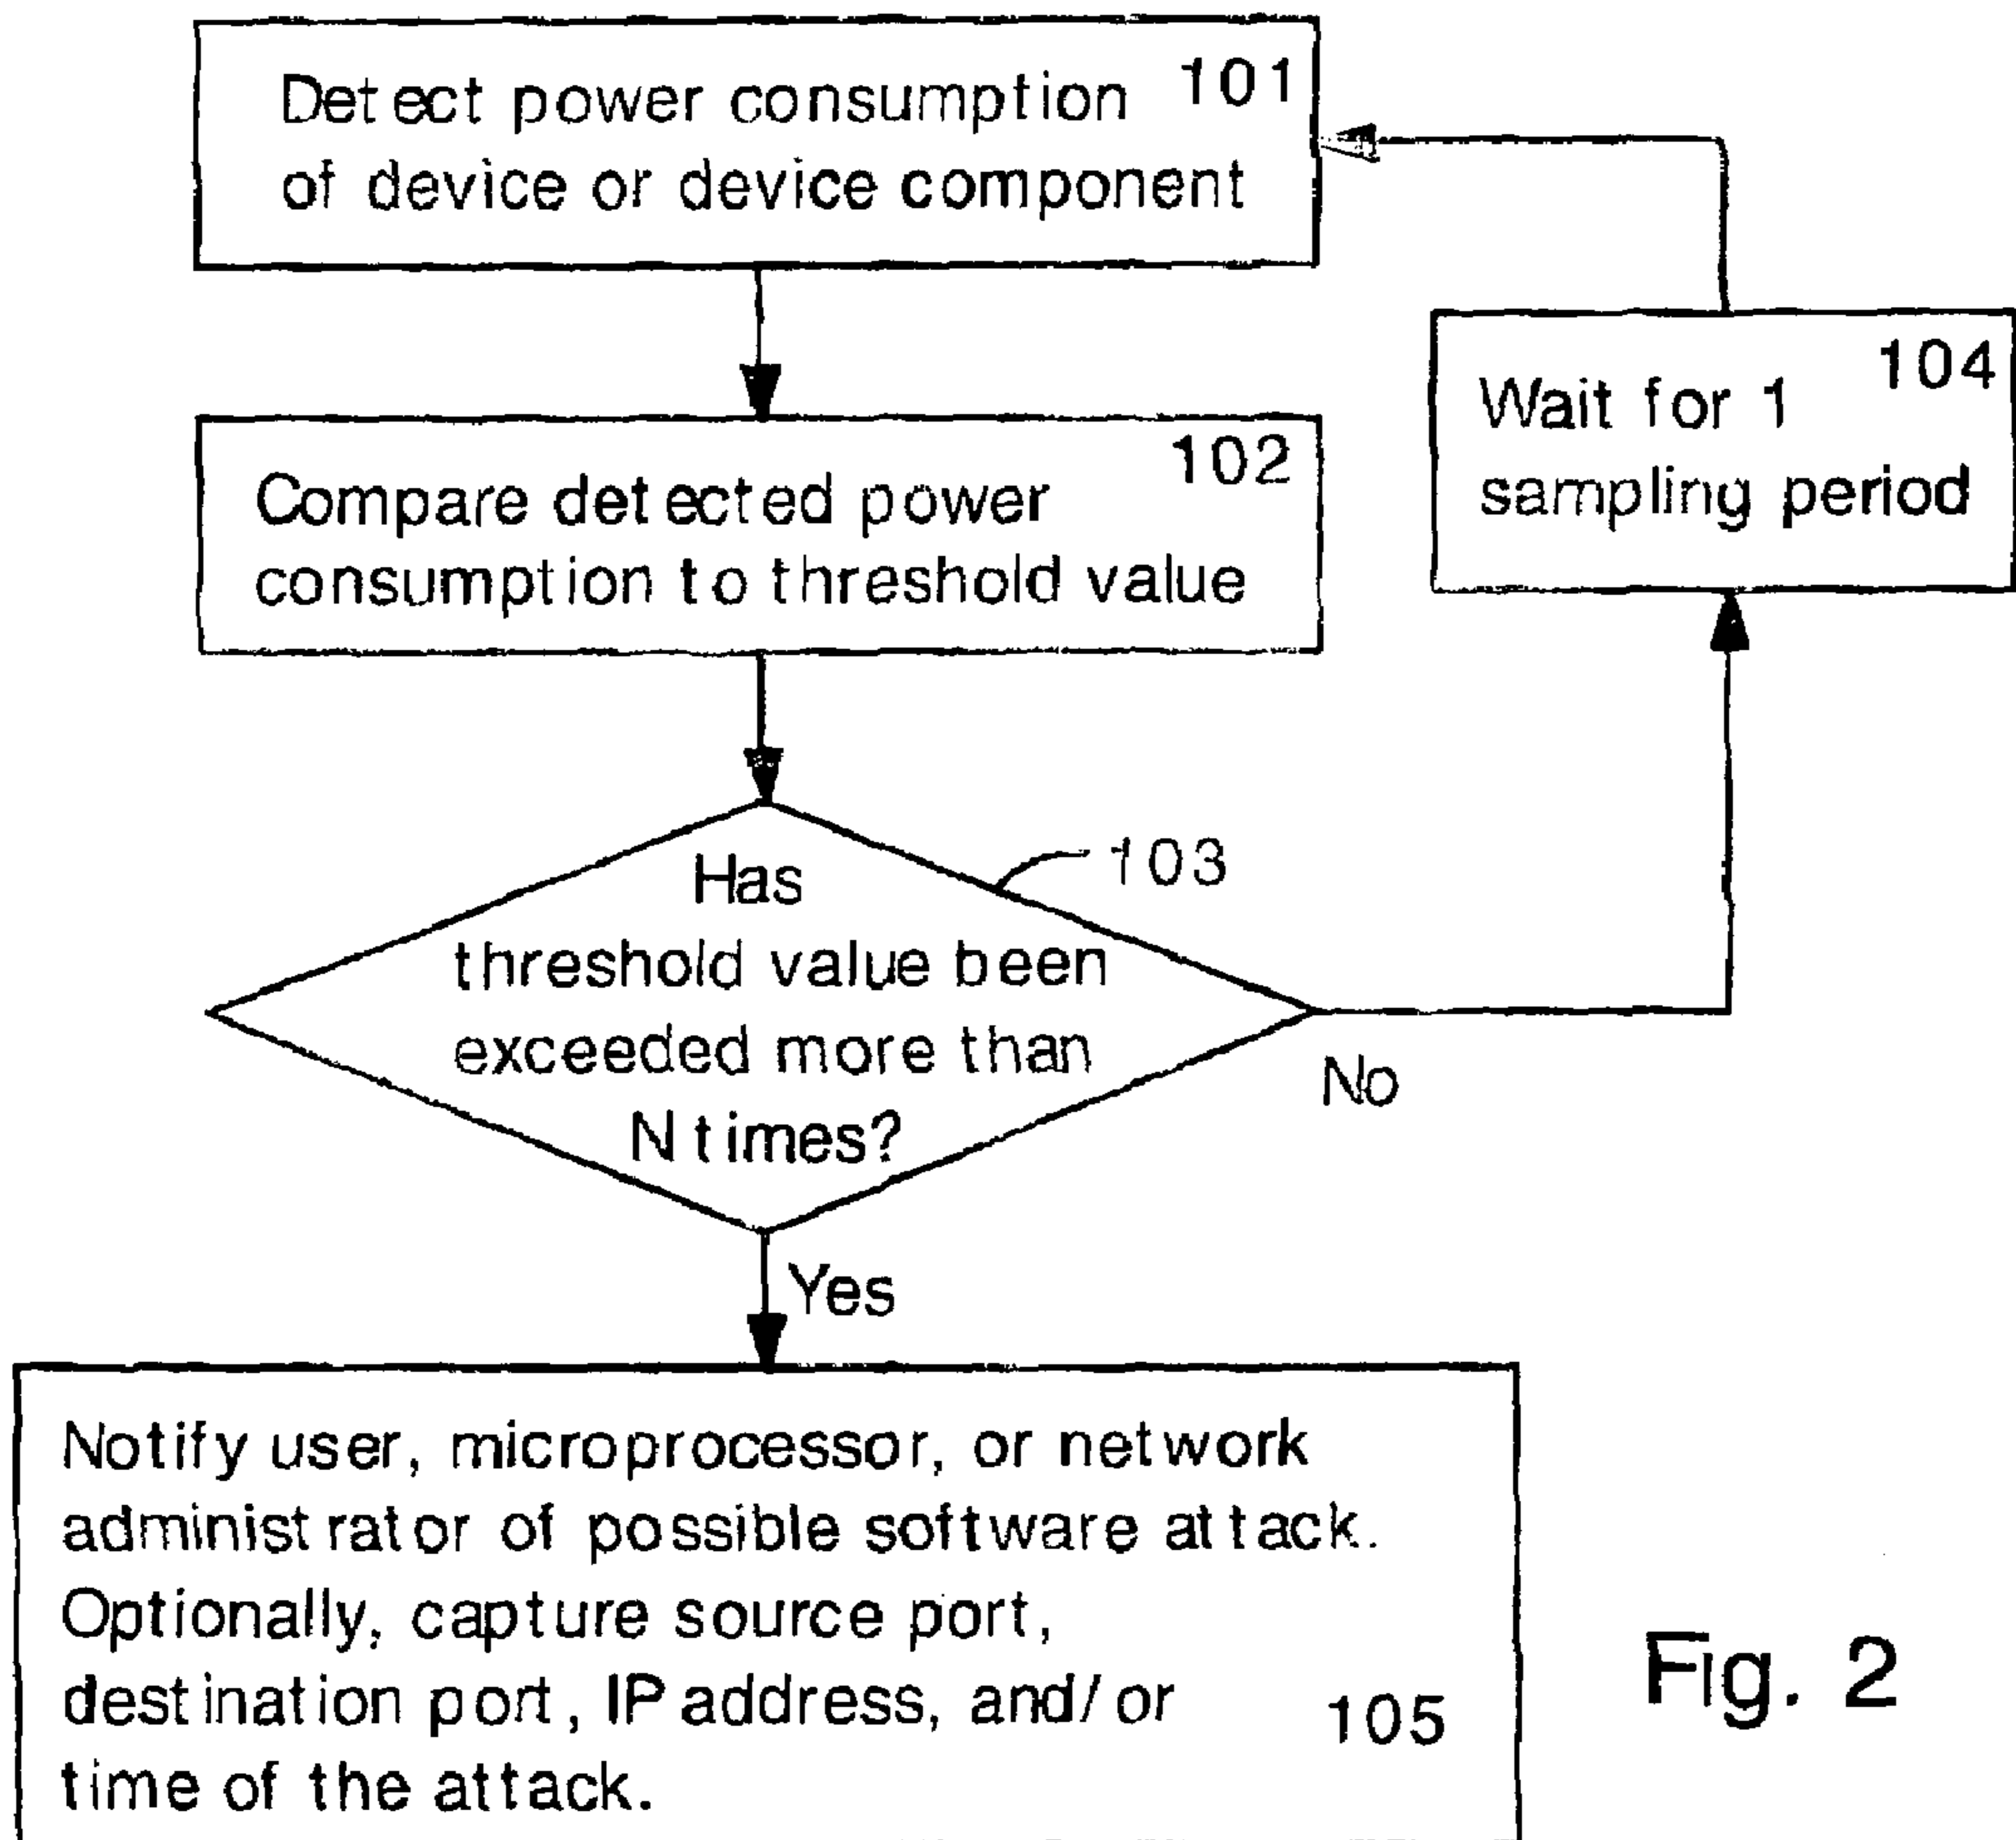 101
Detect power consumption
of device or device component
104
Wait for 1
sampling period
102
Compare detected power
consumption to threshold value
103
Has
threshold value been
exceeded more than
N times?
No
Yes
Notify user, microprocessor, or network
administrator of possible software attack.
Optionally, capture source port,
destination port, IP address, and/or
time of the attack.
105
Fig. 2